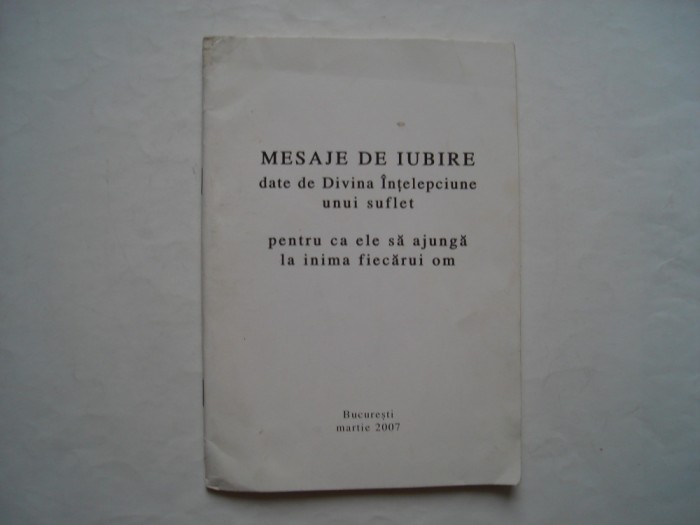 MESAJE DE IUBIRE
date de Divina Înţelepciune
unui suflet
pentru ca ele să ajungă
la inima fiecărui om
Bucureşti
martie 2007